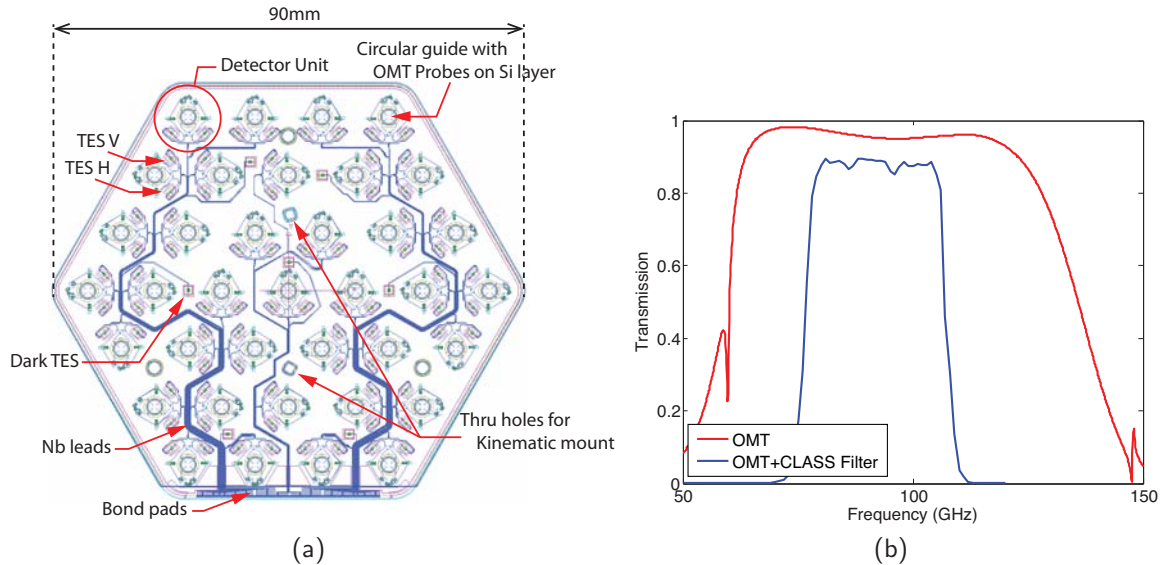 90mm
Circular guide with
OMT Probes on Si layer
Detector Unit
TES V
TES H
Dark TES
Nb leads
Bond pads
Thru holes for
Kinematic mount
(a)
Transmission
1
0.8
0.6
0.4
0.2
0
OMT
OMT+CLASS Filter
50
100
150
Frequency (GHz)
(b)